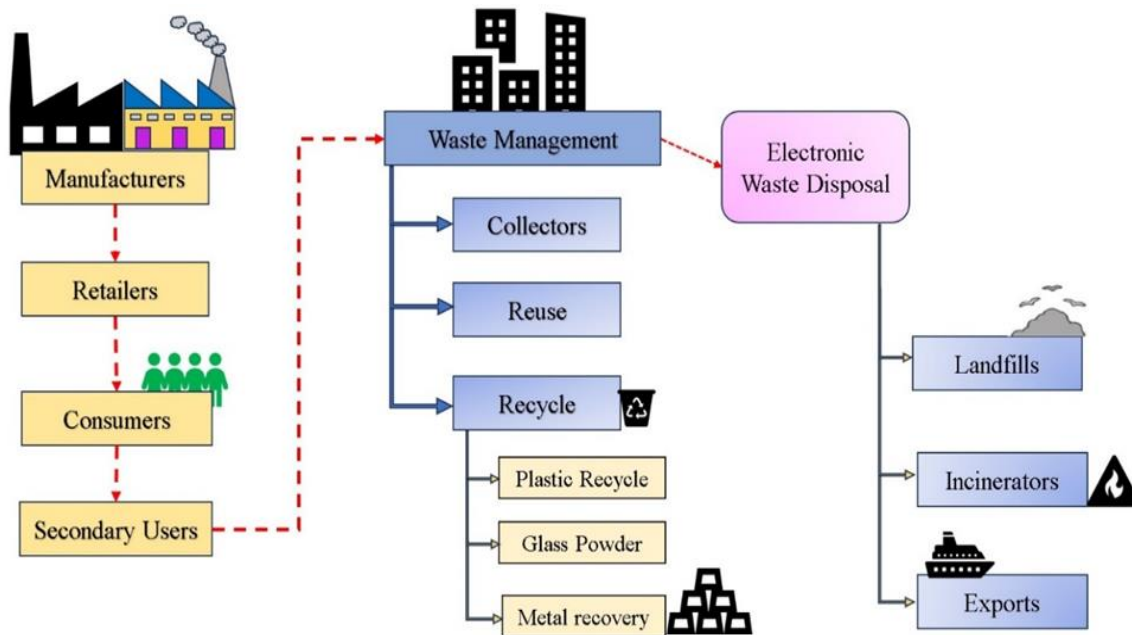 Manufacturers
Retailers
Consumers
Secondary Users
Waste Management
Collectors
Reuse
Recycle
Plastic Recycle
Glass Powder
Metal recovery
Electronic
Waste Disposal
Landfills
Incinerators
Exports